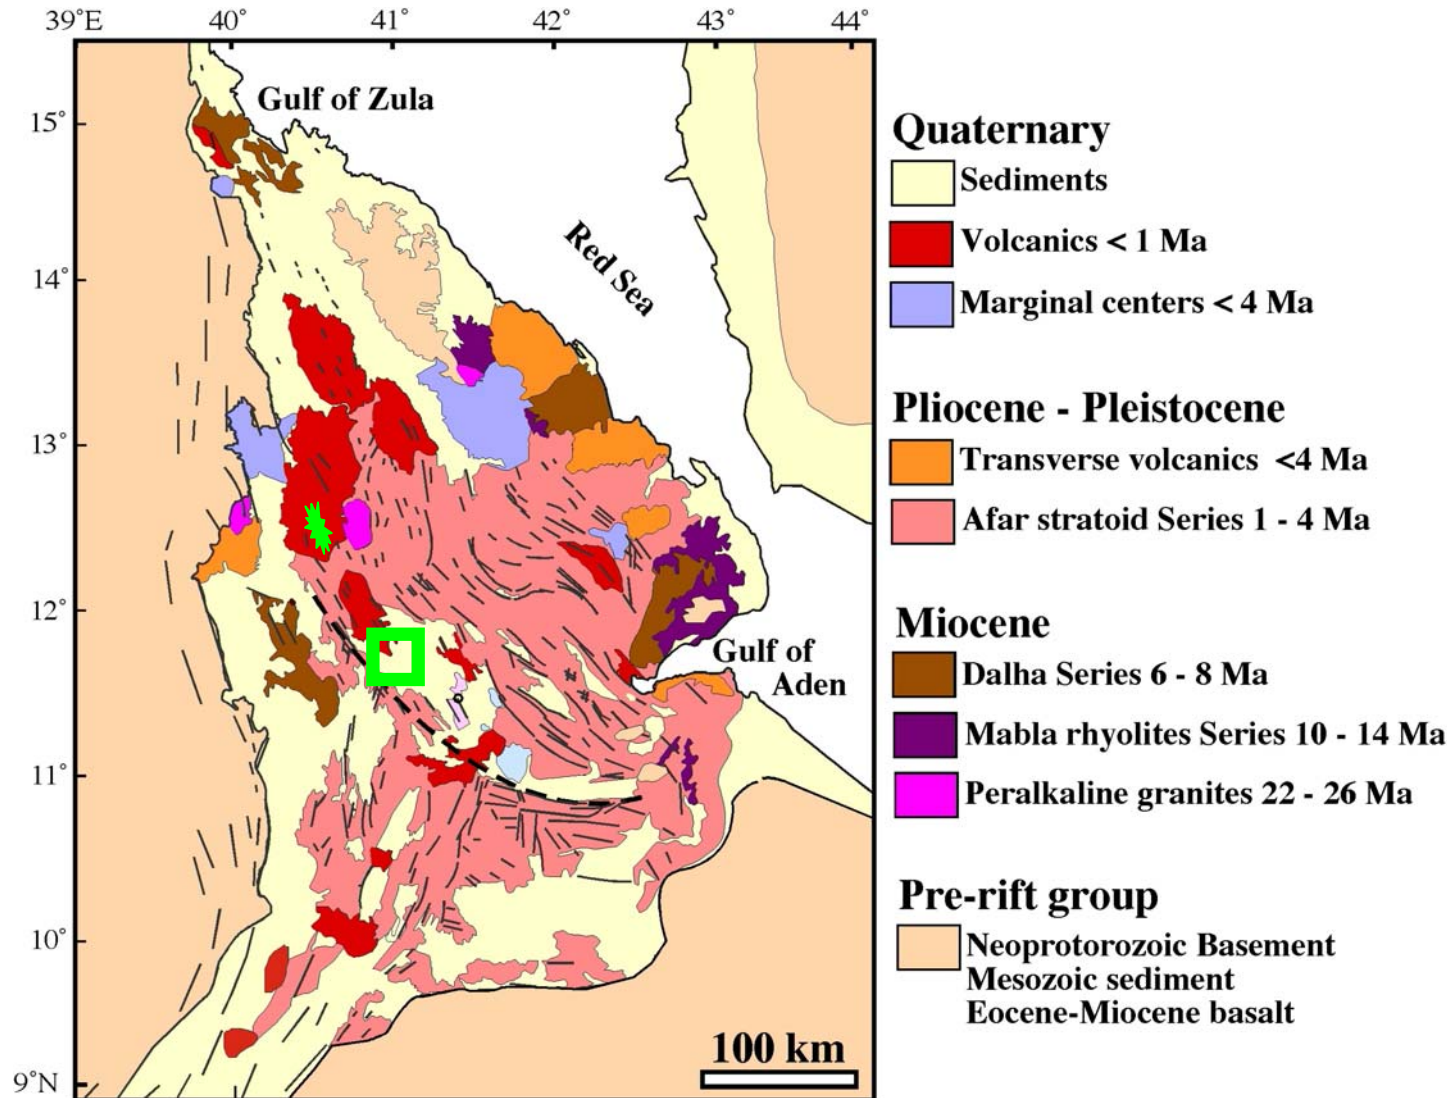 39°E 40° 41° 42° 43° 44°
15°
14°
13°
12°
11°
10°
9°N
Gulf of Zula
Red Sea
Gulf of
Aden
100 km
Quaternary
Sediments
Volcanics < 1 Ma
Marginal centers < 4 Ma
Pliocene - Pleistocene
Transverse volcanics <4 Ma
Afar stratoid Series 1 - 4 Ma
Miocene
Dalha Series 6 - 8 Ma
Mabla rhyolites Series 10 - 14 Ma
Peralkaline granites 22 - 26 Ma
Pre-rift group
Neoprotorozoic Basement
Mesozoic sediment
Eocene-Miocene basalt